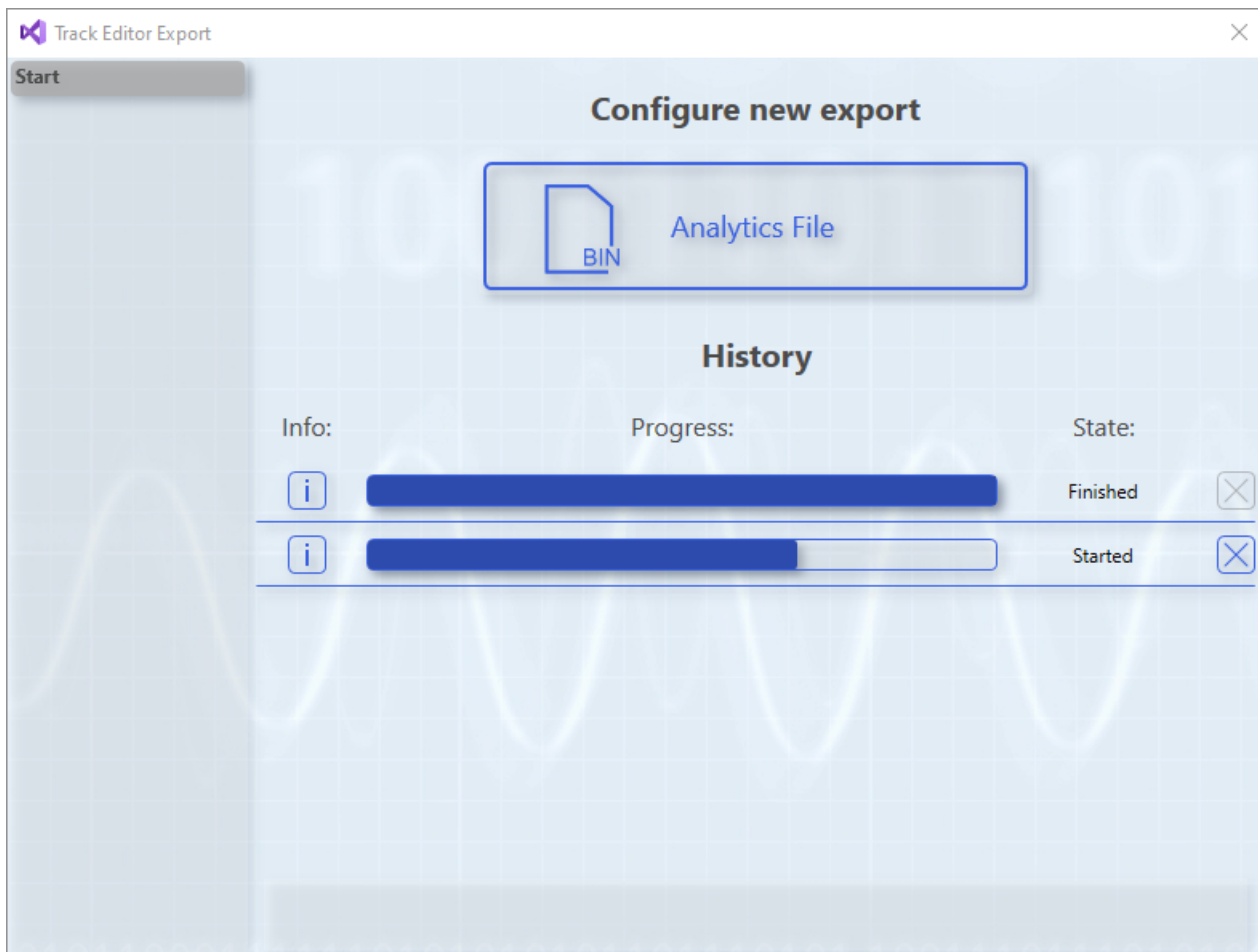 Track Editor Export
Start
Configure new export
BIN
Analytics File
History
Info: Progress: State:
i Finished
i Started